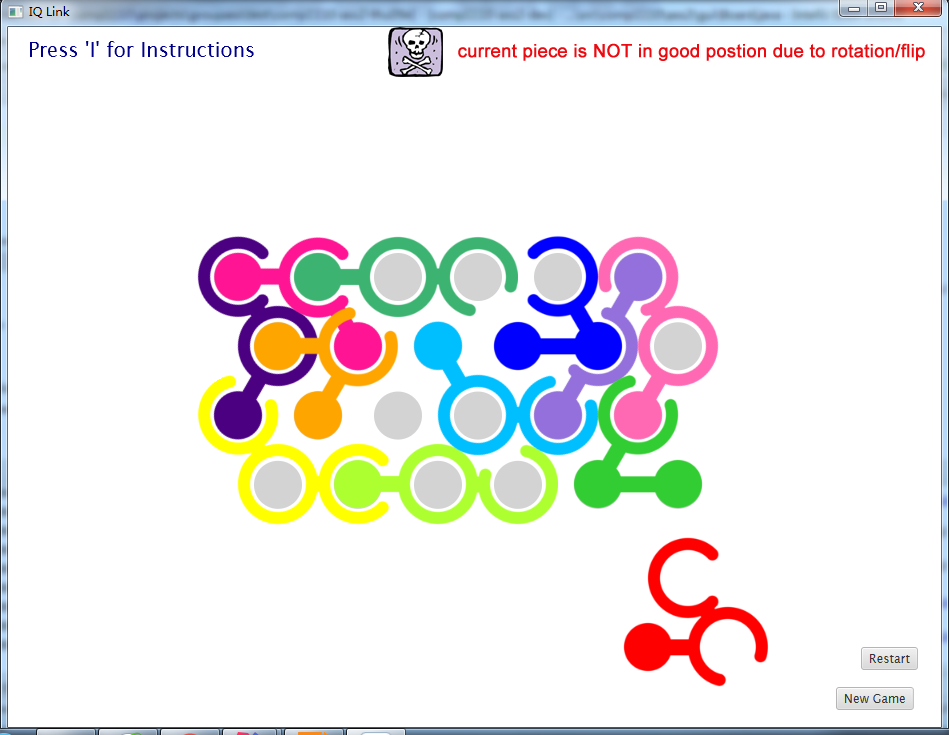 IQ Link
Press 'I' for Instructions
current piece is NOT in good postion due to rotation/flip
Restart
New Game